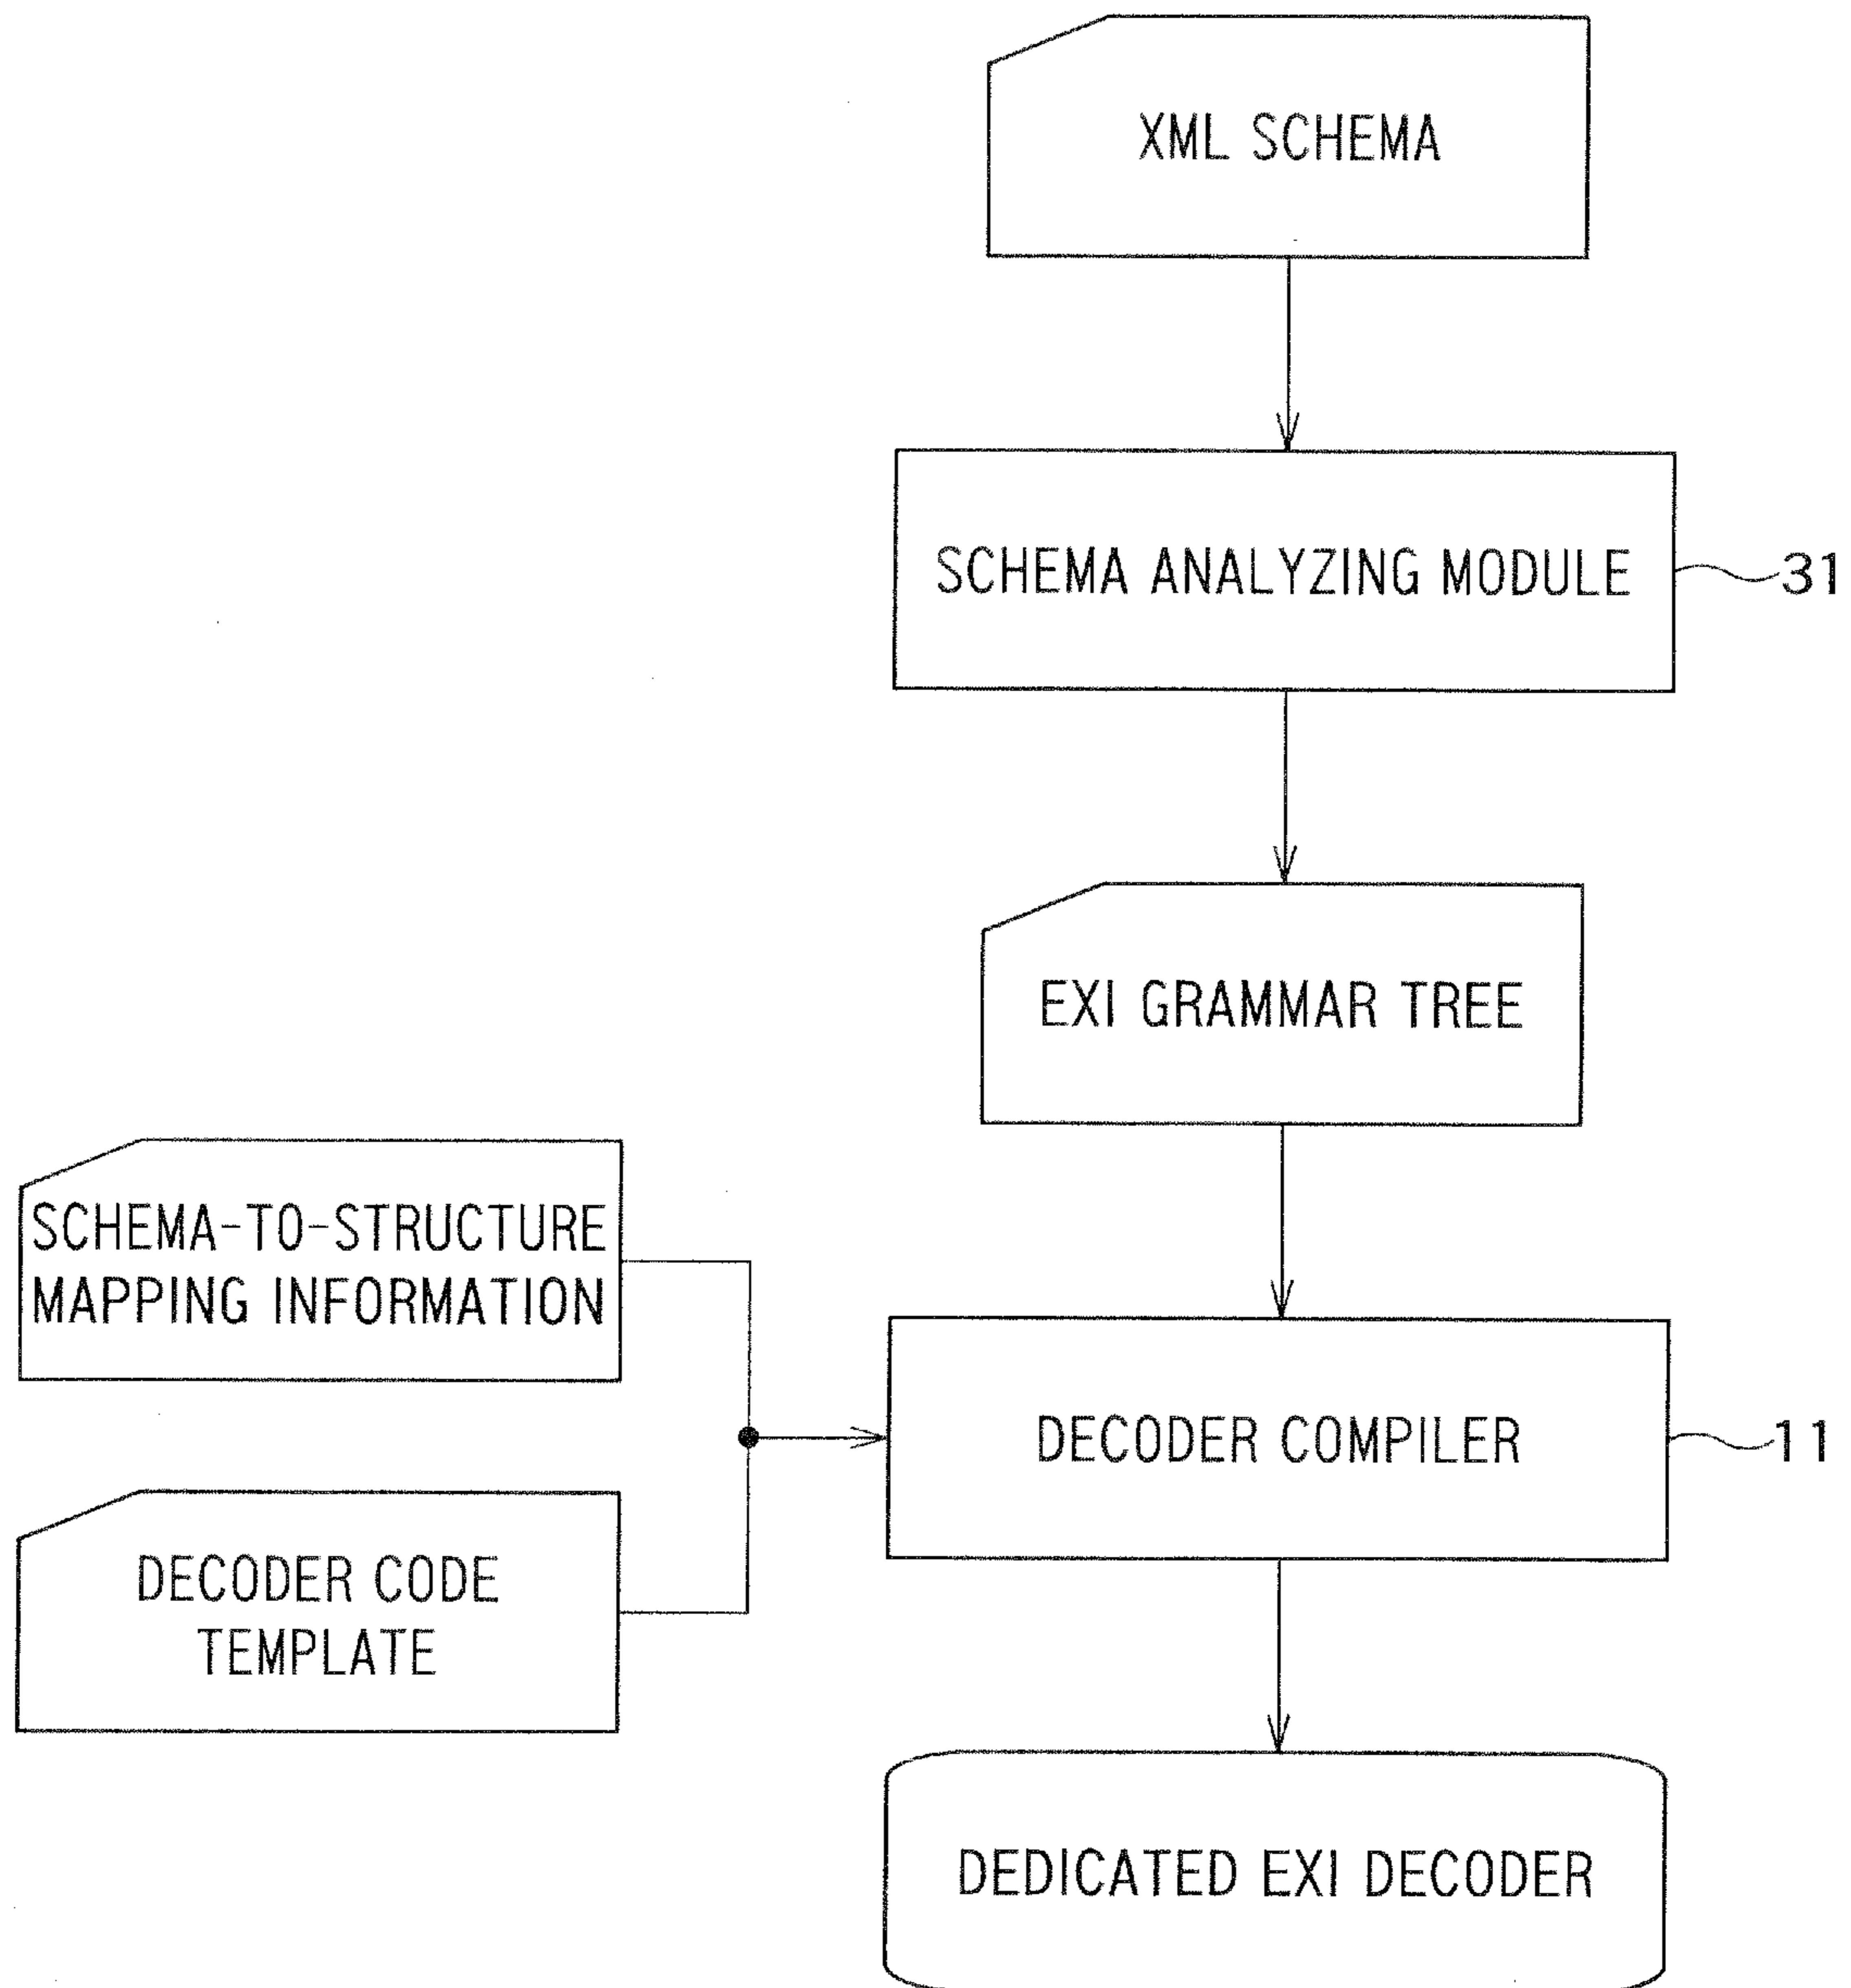 XML SCHEMA
SCHEMA ANALYZING MODULE
31
EXI GRAMMAR TREE
SCHEMA-TO-STRUCTURE
MAPPING INFORMATION
DECODER COMPILER
11
DECODER CODE
TEMPLATE
DEDICATED EXI DECODER